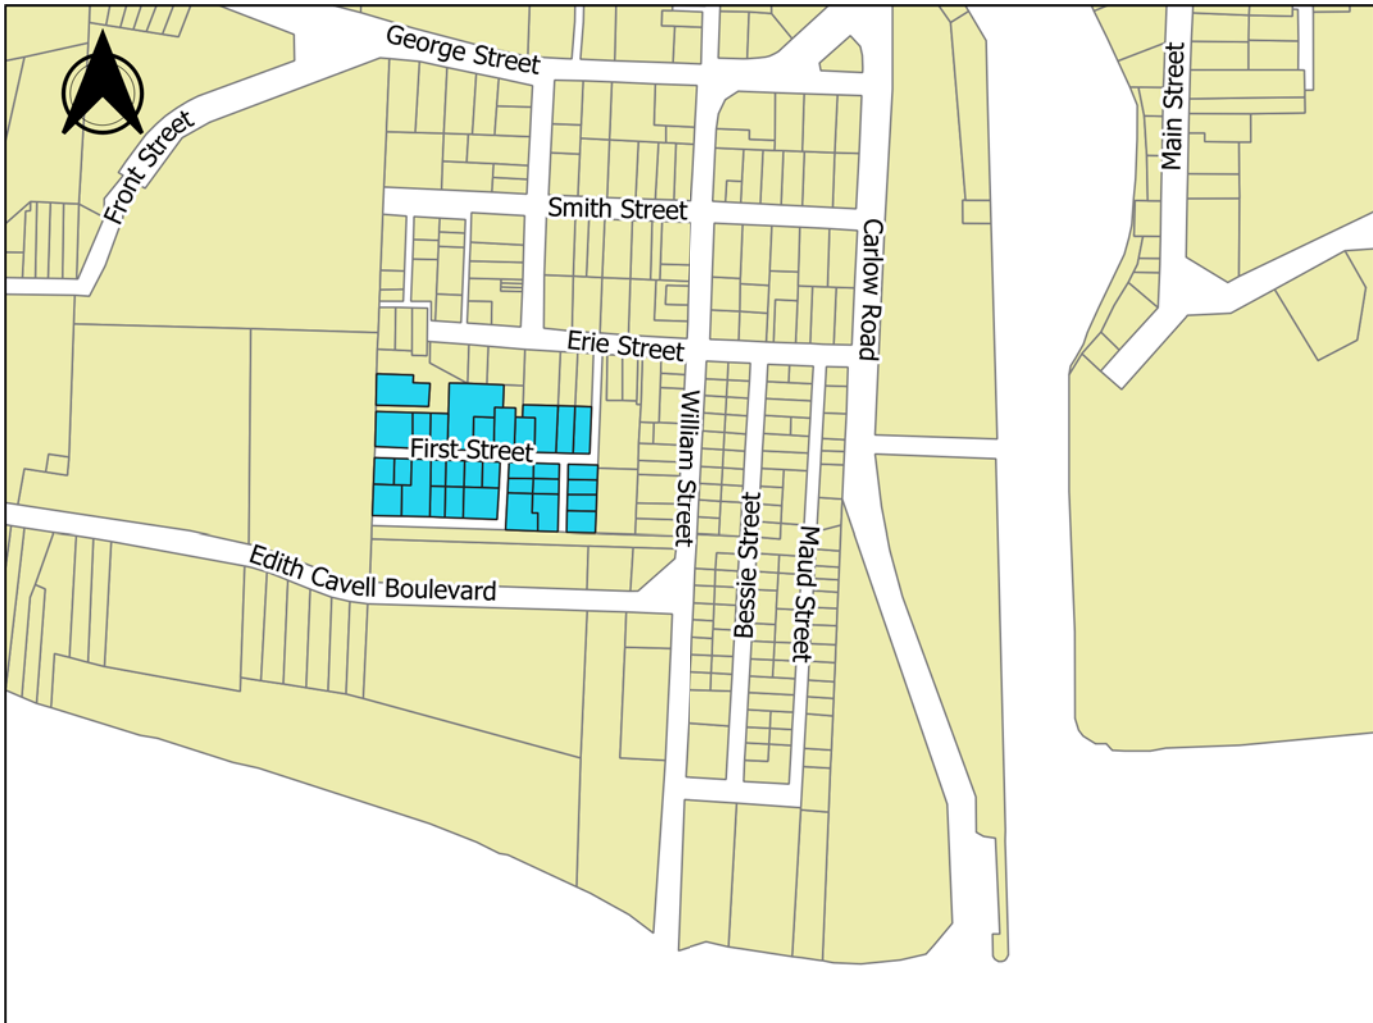 George Street
Main Street
Front Street
Smith Street
Carlow Road
Erie Street
William Street
First Street
Bessie Street
Maud Street
Edith Cavell Boulevard